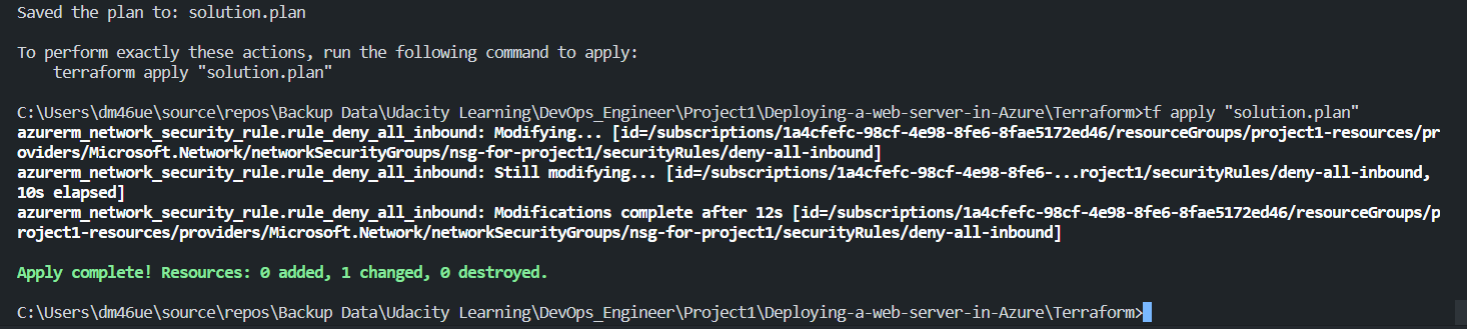 Saved the plan to: solution.plan
To perform exactly these actions, run the following command to apply:
terraform apply "solution.plan"
C:\Users\dm46ue\source\repos\Backup Data\Udacity Learning\DevOps_Engineer\Project1\Deploying-a-web-server-in-Azure\Terraform>tf apply "solution.plan"
azurerm_network_security_rule.rule_deny_all_inbound: Modifying... [id=/subscriptions/1a4cfefc-98cf-4e98-8fe6-8fae5172ed46/resourceGroups/project1-resources/pr
oviders/Microsoft.Network/networkSecurityGroups/nsg-for-project1/securityRules/deny-all-inbound]
azurerm_network_security_rule.rule_deny_all_inbound: Still modifying... [id=/subscriptions/1a4cfefc-98cf-4e98-8fe6-...roject1/securityRules/deny-all-inbound,
10s elapsed]
azurerm_network_security_rule.rule_deny_all_inbound: Modifications complete after 12s [id=/subscriptions/1a4cfefc-98cf-4e98-8fe6-8fae5172ed46/resourceGroups/p
roject1-resources/providers/Microsoft.Network/networkSecurityGroups/nsg-for-project1/securityRules/deny-all-inbound]
Apply complete! Resources: 0 added, 1 changed, 0 destroyed.
C:\Users\dm46ue\source\repos\Backup Data\Udacity Learning\DevOps_Engineer\Project1\Deploying-a-web-server-in-Azure\Terraform>